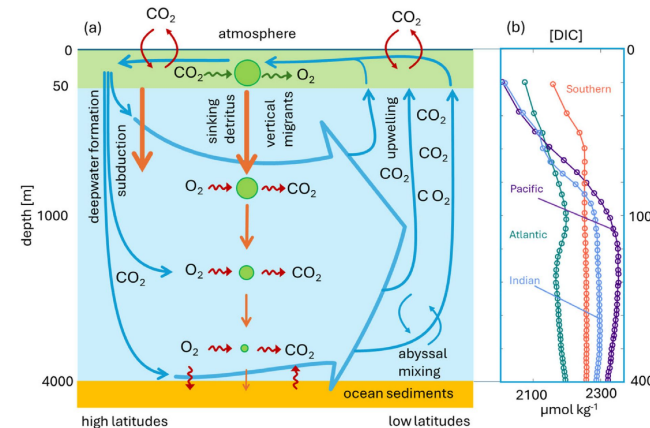 (a)
CO₂
atmosphere
CO₂
(b)
[DIC]
0
0
CO₂
O₂
50
Southern
deepwater formation
subduction
sinking
detritus
vertical
migrants
upwelling
CO₂
CO₂
CO₂
C O₂
O₂
CO₂
Pacific
depth [m]
1000
100
Atlantic
CO₂
O₂
CO₂
Indian
O₂
CO₂
abyssal
mixing
4000
400
ocean sediments
2100
2300
high latitudes
low latitudes
µmol kg⁻¹